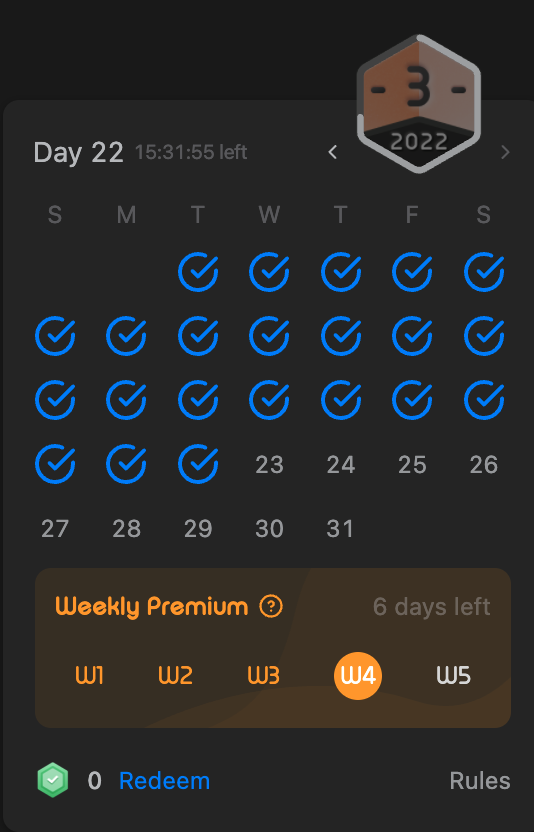 3
2022
Day 22 15:31:55 left
S M T W T F S
23 24 25 26
27 28 29 30 31
Weekly Premium ? 6 days left
W1 W2 W3 W4 W5
0 Redeem Rules